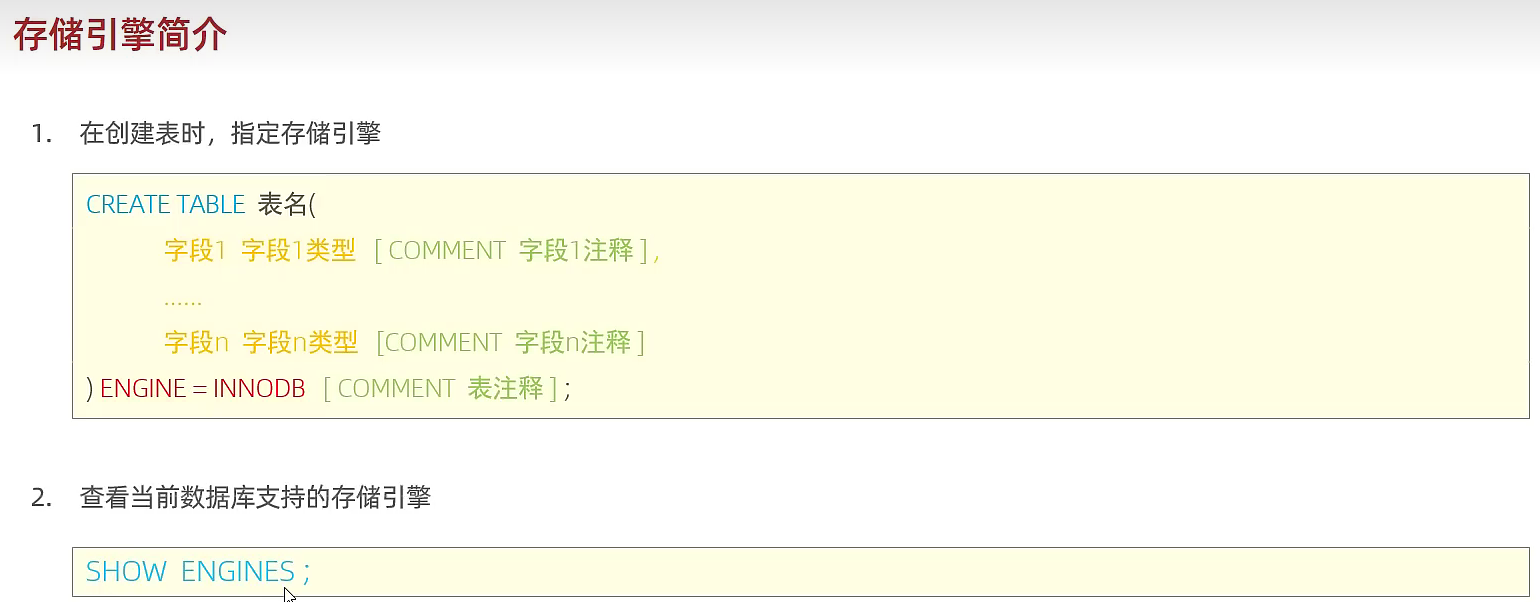 存储引擎简介
1. 在创建表时，指定存储引擎
CREATE TABLE 表名(
字段1 字段1类型 [ COMMENT 字段1注释 ] ,
......
字段n 字段n类型 [COMMENT 字段n注释 ]
) ENGINE = INNODB [ COMMENT 表注释 ] ;
2. 查看当前数据库支持的存储引擎
SHOW ENGINES ;